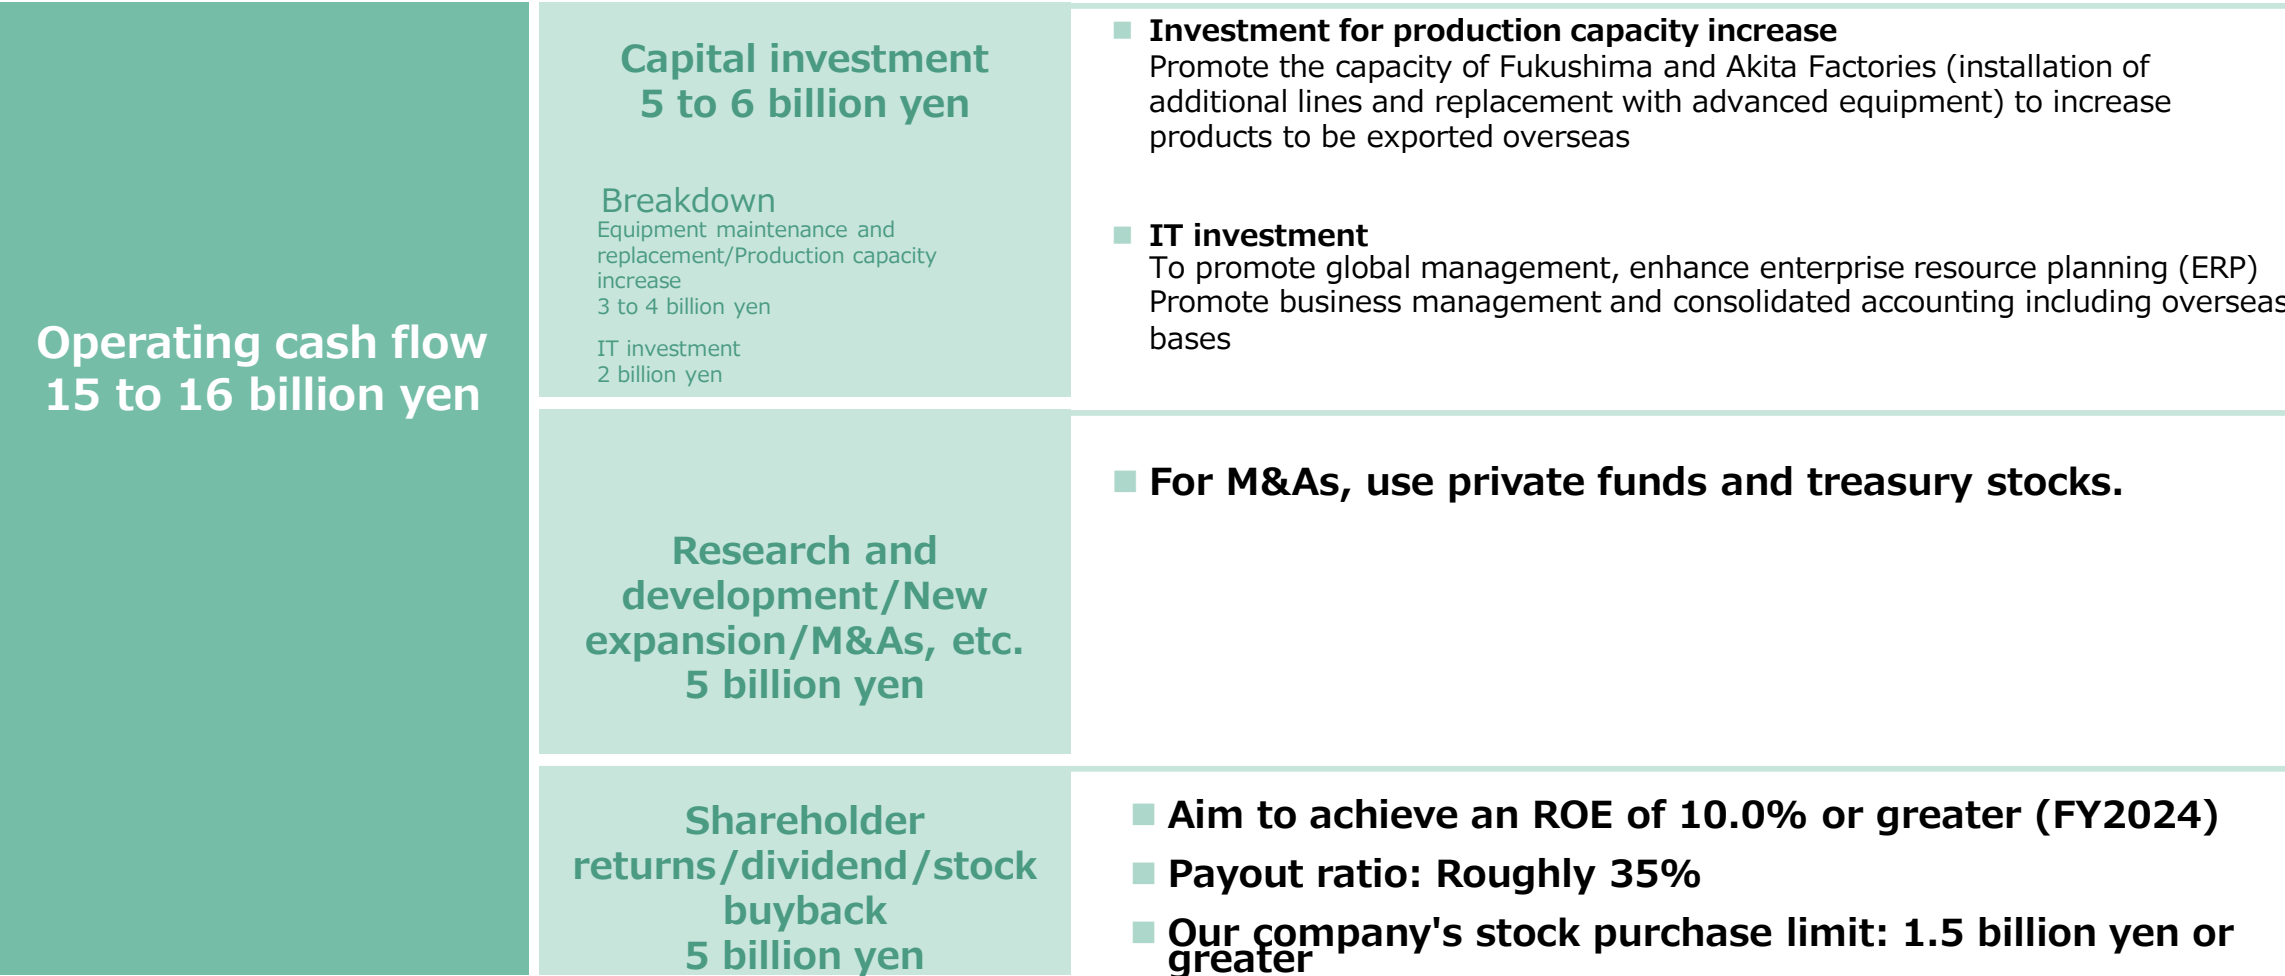 Operating cash flow
15 to 16 billion yen
Capital investment
5 to 6 billion yen
Breakdown
Equipment maintenance and
replacement/Production capacity
increase
3 to 4 billion yen
IT investment
2 billion yen
Investment for production capacity increase
Promote the capacity of Fukushima and Akita Factories (installation of
additional lines and replacement with advanced equipment) to increase
products to be exported overseas
IT investment
To promote global management, enhance enterprise resource planning (ERP)
Promote business management and consolidated accounting including overseas
bases
Research and
development/New
expansion/M&As, etc.
5 billion yen
For M&As, use private funds and treasury stocks.
Shareholder
returns/dividend/stock
buyback
5 billion yen
Aim to achieve an ROE of 10.0% or greater (FY2024)
Payout ratio: Roughly 35%
Our company's stock purchase limit: 1.5 billion yen or
greater